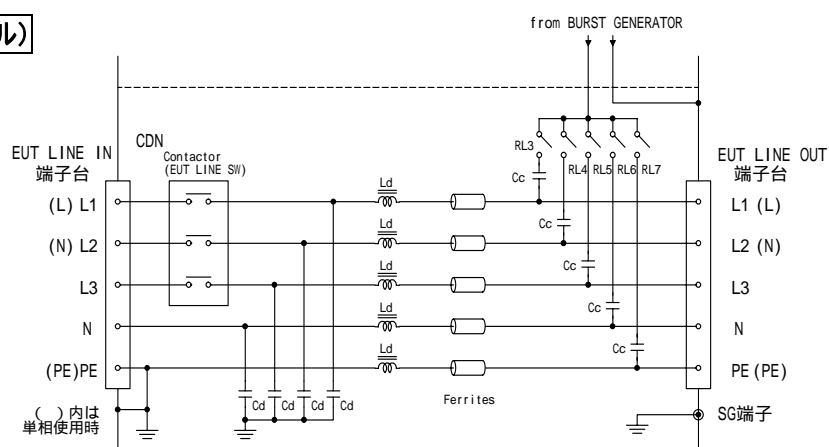 ル)
from BURST GENERATOR
CDN
EUT LINE IN
端子台
Contactor
(EUT LINE SW)
EUT LINE OUT
端子台
RL3
RL4
RL5
RL6
RL7
Cc
Cc
Cc
Cc
Cc
Ld
Ld
Ld
Ld
Ld
(L) L1
(N) L2
L3
N
(PE)PE
L1 (L)
L2 (N)
L3
N
PE (PE)
Cd
Cd
Cd
Cd
Ferrites
( )内は
単相使用時
SG端子